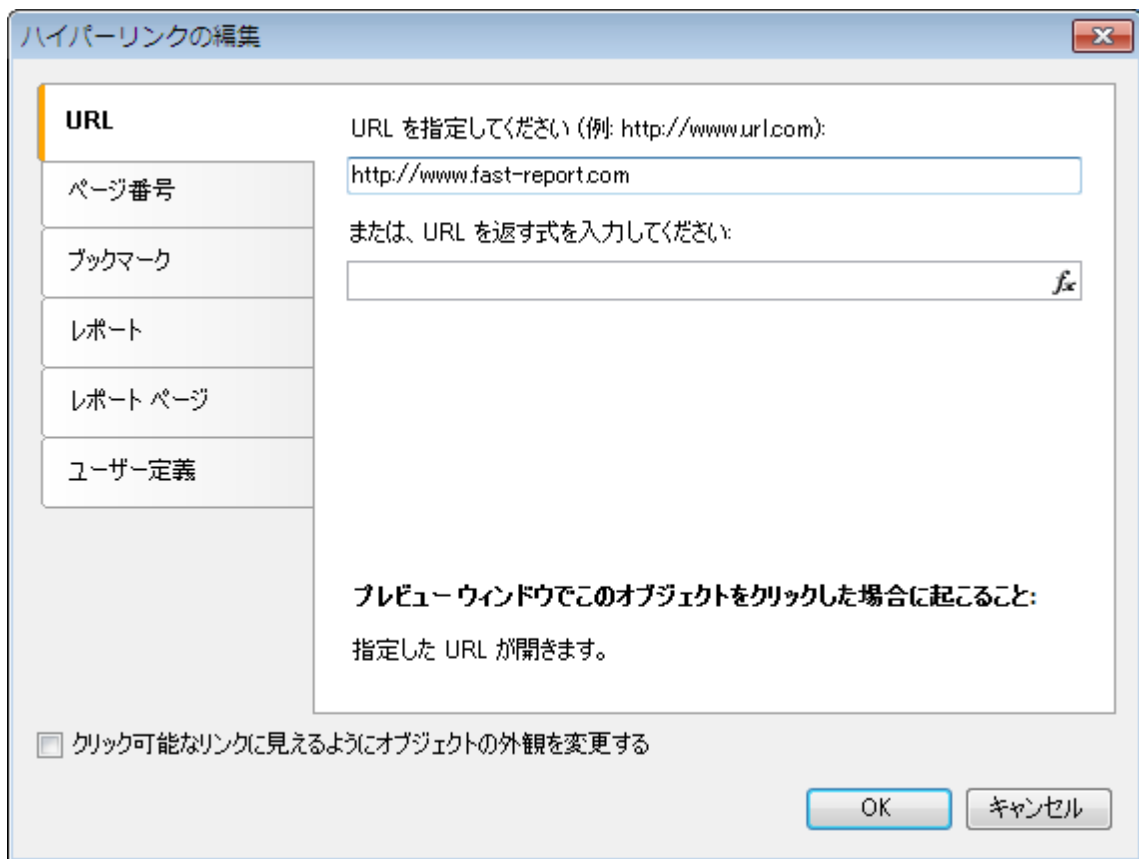 ハイパーリンクの編集
URL
ページ番号
ブックマーク
レポート
レポート ページ
ユーザー定義
URL を指定してください (例: http://www.url.com):
http://www.fast-report.com
または、URL を返す式を入力してください:
fx
プレビュー ウィンドウでこのオブジェクトをクリックした場合に起こること:
指定した URL が開きます。
クリック可能なリンクに見えるようにオブジェクトの外観を変更する
OK
キャンセル